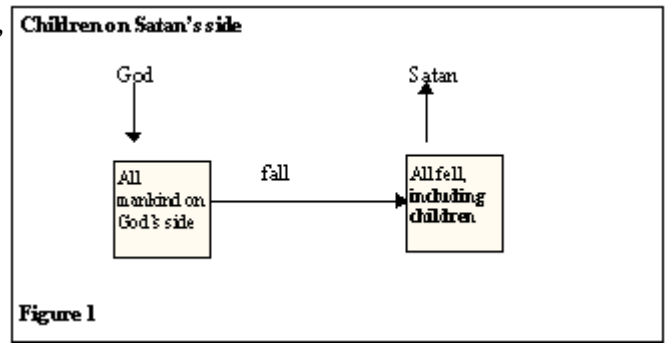 Children on Satan's side
,
God
Satan
All
mankind on
God's side
fall
All fell,
including
children
Figure 1